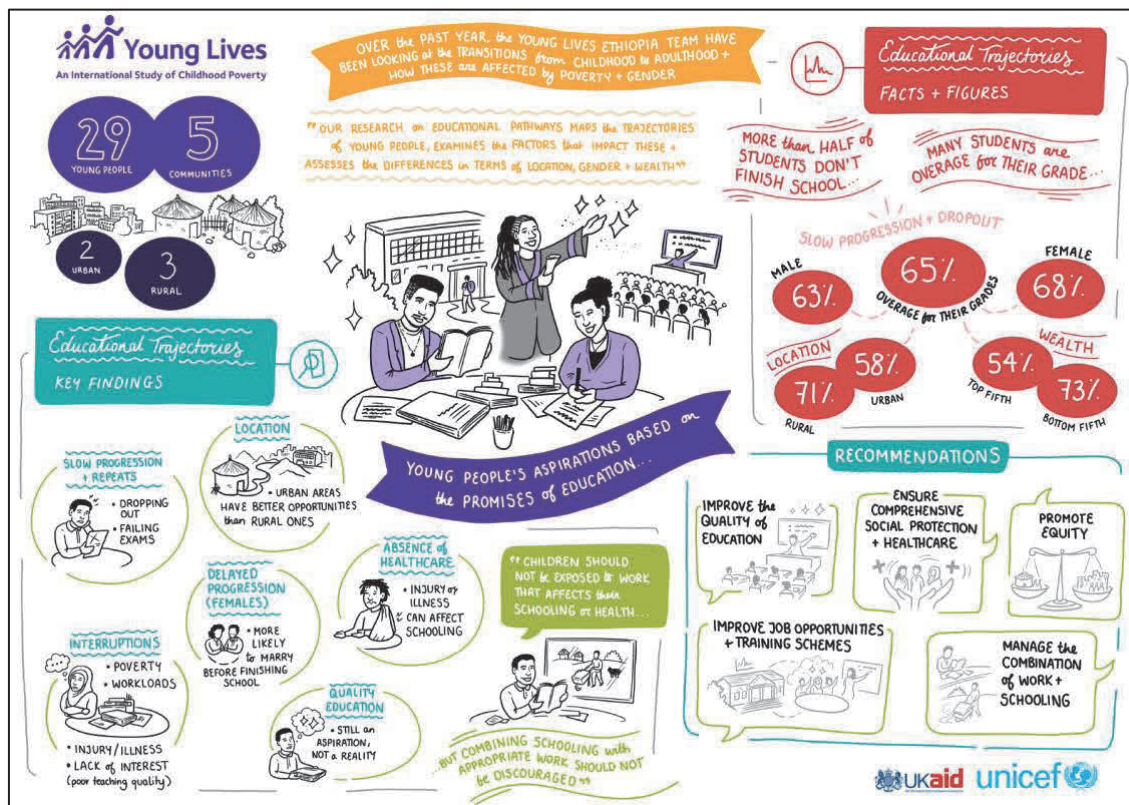 Young Lives
An International Study of Childhood Poverty
29
YOUNG PEOPLE
5
COMMUNITIES
2
URBAN
3
RURAL
OVER the PAST YEAR, the YOUNG LIVES ETHIOPIA TEAM HAVE
BEEN LOOKING at the TRANSITIONS from CHILDHOOD to ADULTHOOD +
HOW THESE are AFFECTED by POVERTY + GENDER
"OUR RESEARCH on EDUCATIONAL PATHWAYS MAPS the TRAJECTORIES
of YOUNG PEOPLE, EXAMINES the FACTORS that IMPACT THESE +
ASSESSES the DIFFERENCES in TERMS of LOCATION, GENDER + WEALTH"
Educational Trajectories
FACTS + FIGURES
MORE than HALF of
STUDENTS DON'T
FINISH SCHOOL...
MANY STUDENTS are
OVERAGE for THEIR GRADE...
SLOW PROGRESSION + DROPOUT
MALE
63%
65%
OVERAGE for THEIR GRADES
FEMALE
68%
LOCATION
71%
RURAL
58%
URBAN
WEALTH
54%
TOP FIFTH
73%
BOTTOM FIFTH
Educational Trajectories
KEY FINDINGS
SLOW PROGRESSION
+ REPEATS
• DROPPING
OUT
• FAILING
EXAMS
LOCATION
• URBAN AREAS
HAVE BETTER OPPORTUNITIES
than RURAL ONES
DELAYED
PROGRESSION
(FEMALES)
• MORE
LIKELY
to MARRY
BEFORE FINISHING
SCHOOL
ABSENCE of
HEALTHCARE
• INJURY or
ILLNESS
CAN AFFECT
SCHOOLING
INTERRUPTIONS
• POVERTY
• WORKLOADS
• INJURY/ILLNESS
• LACK of INTEREST
(poor teaching quality)
QUALITY
EDUCATION
• STILL an
ASPIRATION,
NOT a REALITY
YOUNG PEOPLE'S ASPIRATIONS BASED on
the PROMISES of EDUCATION...
"CHILDREN SHOULD
NOT be EXPOSED to WORK
THAT AFFECTS their
SCHOOLING or HEALTH...
...BUT COMBINING SCHOOLING with
APPROPRIATE WORK SHOULD NOT
be DISCOURAGED"
RECOMMENDATIONS
IMPROVE the
QUALITY of
EDUCATION
ENSURE
COMPREHENSIVE
SOCIAL PROTECTION
+ HEALTHCARE
PROMOTE
EQUITY
IMPROVE JOB OPPORTUNITIES
+ TRAINING SCHEMES
MANAGE the
COMBINATION
of WORK +
SCHOOLING
UKaid
unicef